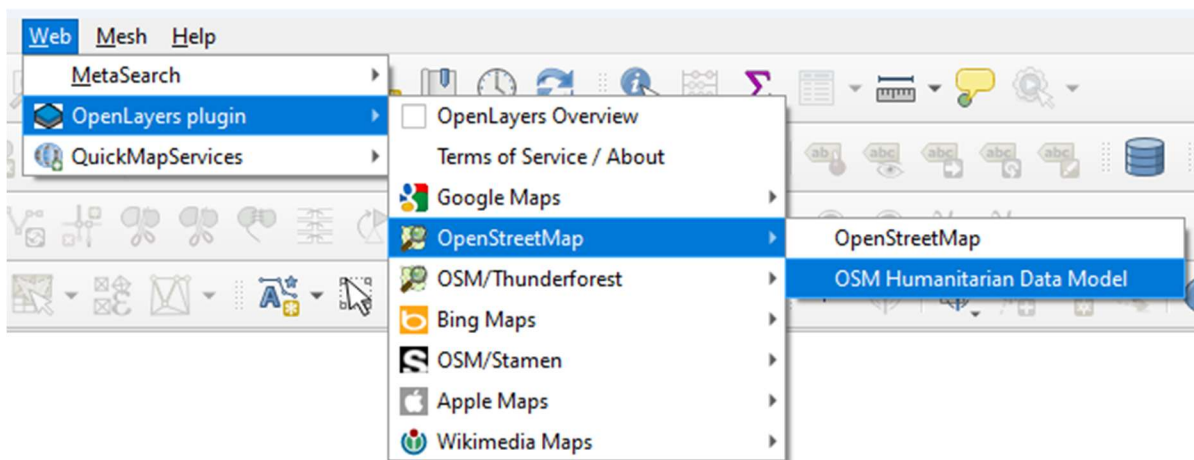 Web Mesh Help
MetaSearch
OpenLayers plugin
QuickMapServices
OpenLayers Overview
Terms of Service / About
Google Maps
OpenStreetMap
OSM/Thunderforest
Bing Maps
OSM/Stamen
Apple Maps
Wikimedia Maps
OpenStreetMap
OSM Humanitarian Data Model